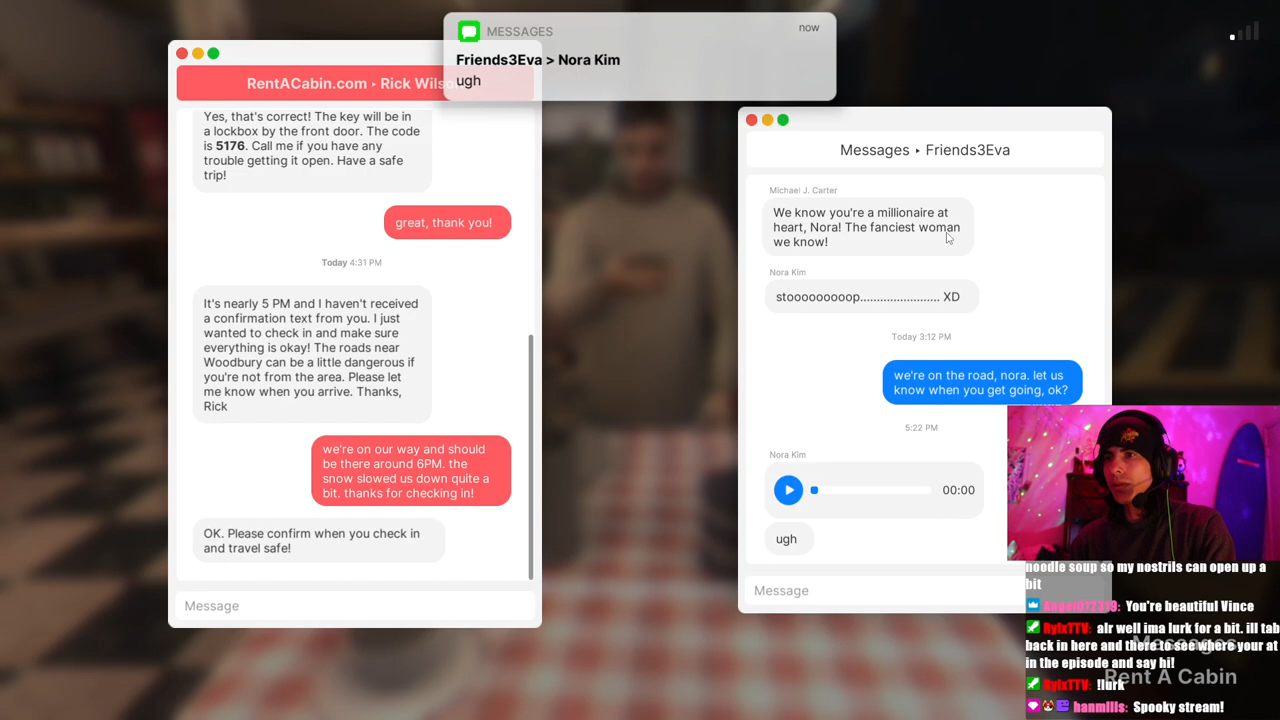 MESSAGES
now
Friends3Eva > Nora Kim
ugh
RentACabin.com ▸ Rick Wilso
Yes, that's correct! The key will be in
a lockbox by the front door. The code
is 5176. Call me if you have any
trouble getting it open. Have a safe
trip!
great, thank you!
Today 4:31 PM
It's nearly 5 PM and I haven't received
a confirmation text from you. I just
wanted to check in and make sure
everything is okay! The roads near
Woodbury can be a little dangerous if
you're not from the area. Please let
me know when you arrive. Thanks,
Rick
we're on our way and should
be there around 6PM. the
snow slowed us down quite a
bit. thanks for checking in!
OK. Please confirm when you check in
and travel safe!
Message
Messages ▸ Friends3Eva
Michael J. Carter
We know you're a millionaire at
heart, Nora! The fanciest woman
we know!
Nora Kim
stooooooooop........................ XD
Today 3:12 PM
we're on the road, nora. let us
know when you get going, ok?
5:22 PM
Nora Kim
00:00
ugh
Message
noodle soup so my nostrils can open up a
bit
Angel072319: You're beautiful Vince
RylxTTV: alr well ima lurk for a bit. ill tab
back in here and there to see where your at
in the episode and say hi!
RylxTTV: !lurk
hanmills: Spooky stream!
Messages
Rent A Cabin